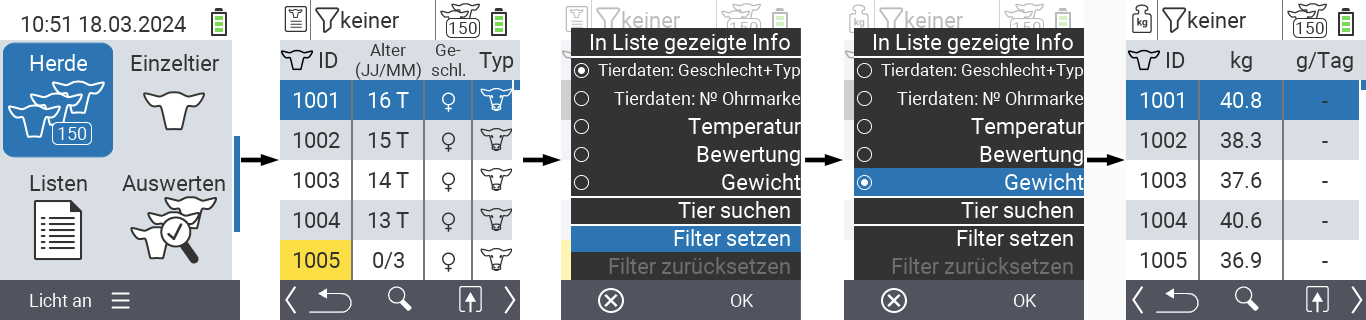 10:51 18.03.2024
Herde
150
Einzeltier
Listen
Auswerten
Licht an
keiner
150
ID
Alter
(JJ/MM)
Ge-
schl.
Typ
1001 16 T ♀
1002 15 T ♀
1003 14 T ♀
1004 13 T ♀
1005 0/3 ♀
keiner
150
In Liste gezeigte Info
Tierdaten: Geschlecht+Typ
Tierdaten: № Ohrmarke
Temperatur
Bewertung
Gewicht
Tier suchen
Filter setzen
Filter zurücksetzen
OK
kg
keiner
150
In Liste gezeigte Info
Tierdaten: Geschlecht+Typ
Tierdaten: № Ohrmarke
Temperatur
Bewertung
Gewicht
Tier suchen
Filter setzen
Filter zurücksetzen
OK
kg
keiner
150
ID kg g/Tag
1001 40.8 -
1002 38.3 -
1003 37.6 -
1004 40.6 -
1005 36.9 -